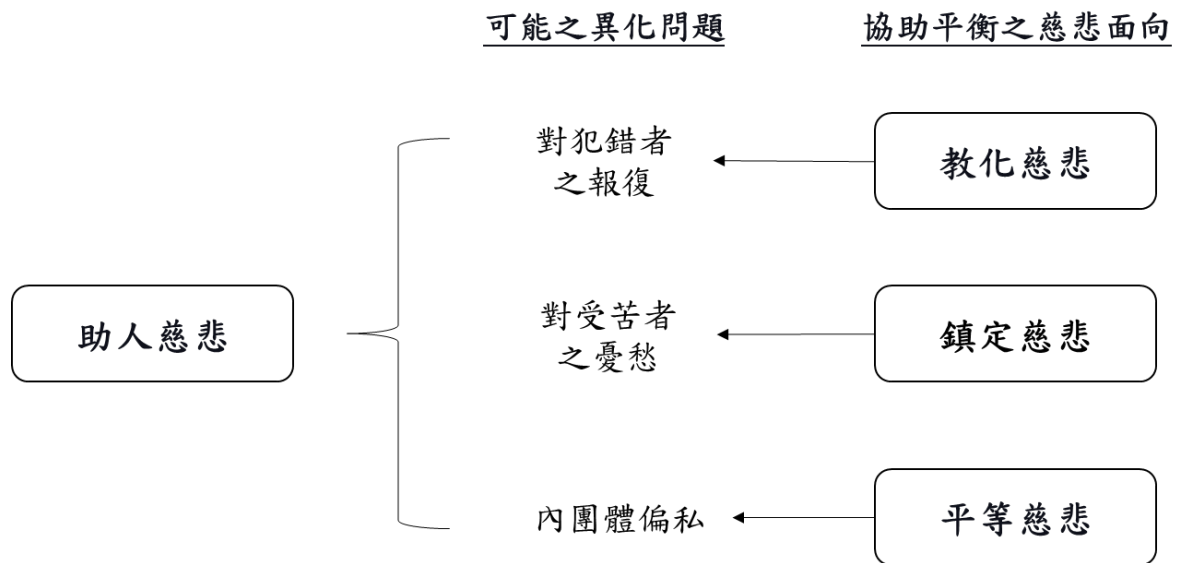 可能之異化問題
協助平衡之慈悲面向
對犯錯者
之報復
教化慈悲
助人慈悲
對受苦者
之憂愁
鎮定慈悲
內團體偏私
平等慈悲